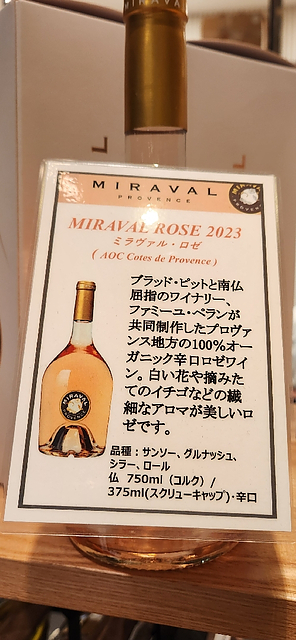 MIRAVAL
MIRAVAL
PROVENCE
MIRAVAL ROSE 2023
ミラヴァル・ロゼ
( AOC Cotes de Provence )
ブラッド・ピットと南仏
屈指のワイナリー、
ファミーユ・ペランが
共同制作したプロヴァ
ンス地方の100%オー
ガニック辛口ロゼワイ
ン。白い花や摘みた
てのイチゴなどの繊
細なアロマが美しいロ
ゼです。
品種：サンソー、グルナッシュ、
シラー、ロール
仏 750ml（コルク）/
375ml(スクリューキャップ)・辛口